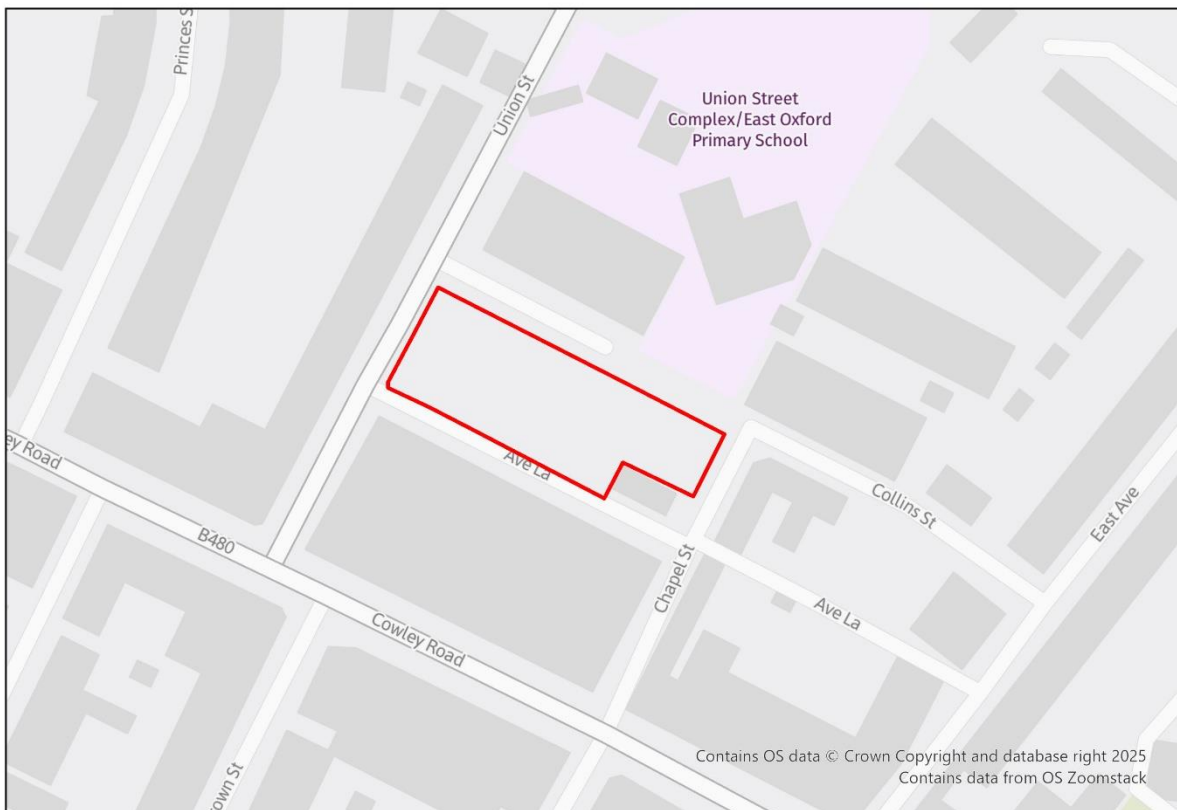 Princes S
Union St
Union Street
Complex/East Oxford
Primary School
Ave La
Collins St
East Ave
ey Road
B480
Chapel St
Ave La
Cowley Road
own St
Contains OS data © Crown Copyright and database right 2025
Contains data from OS Zoomstack